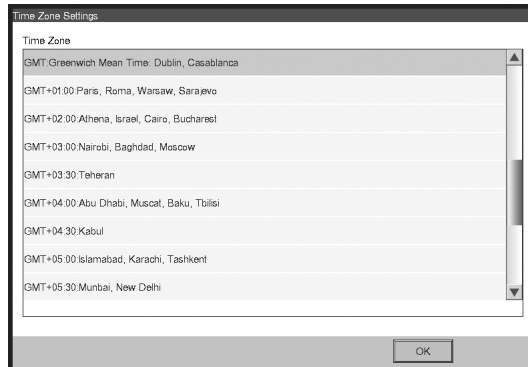 Time Zone Settings
Time Zone
GMT:Greenwich Mean Time: Dublin, Casablanca
GMT+01:00:Paris, Roma, Warsaw, Sarajevo
GMT+02:00:Athena, Israel, Cairo, Bucharest
GMT+03:00:Nairobi, Baghdad, Moscow
GMT+03:30:Teheran
GMT+04:00:Abu Dhabi, Muscat, Baku, Tbilisi
GMT+04:30:Kabul
GMT+05:00:Islamabad, Karachi, Tashkent
GMT+05:30:Munbai, New Delhi
OK